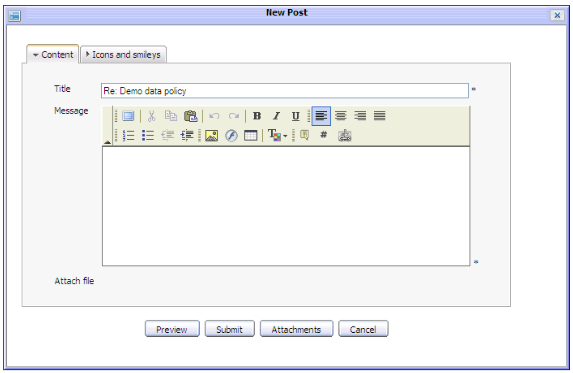 New Post
Content Icons and smileys
Title Re: Demo data policy *
Message
B I U
#
*
Attach file
Preview Submit Attachments Cancel